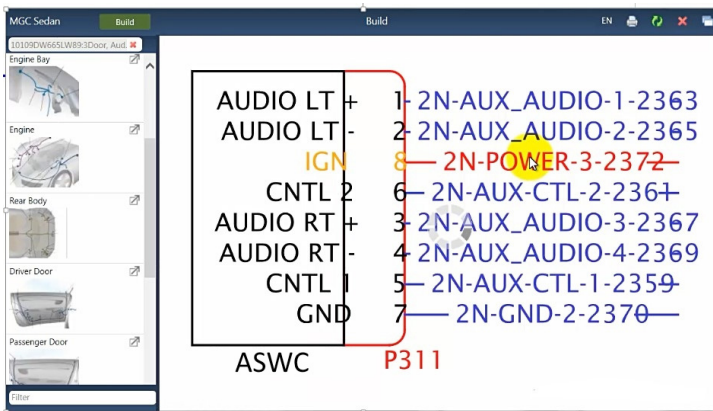 MGC Sedan
Build
Build
EN
10109DW665LW89:3Door, Aud.
Engine Bay
Engine
Rear Body
Driver Door
Passenger Door
Filter
AUDIO LT + 1 2N-AUX_AUDIO-1-2363
AUDIO LT - 2 2N-AUX_AUDIO-2-2365
IGN 8 2N-POWER-3-2372
CNTL 2 6 2N-AUX-CTL-2-2361
AUDIO RT + 3 2N-AUX_AUDIO-3-2367
AUDIO RT - 4 2N-AUX_AUDIO-4-2369
CNTL 1 5 2N-AUX-CTL-1-2359
GND 7 2N-GND-2-2370
ASWC P311